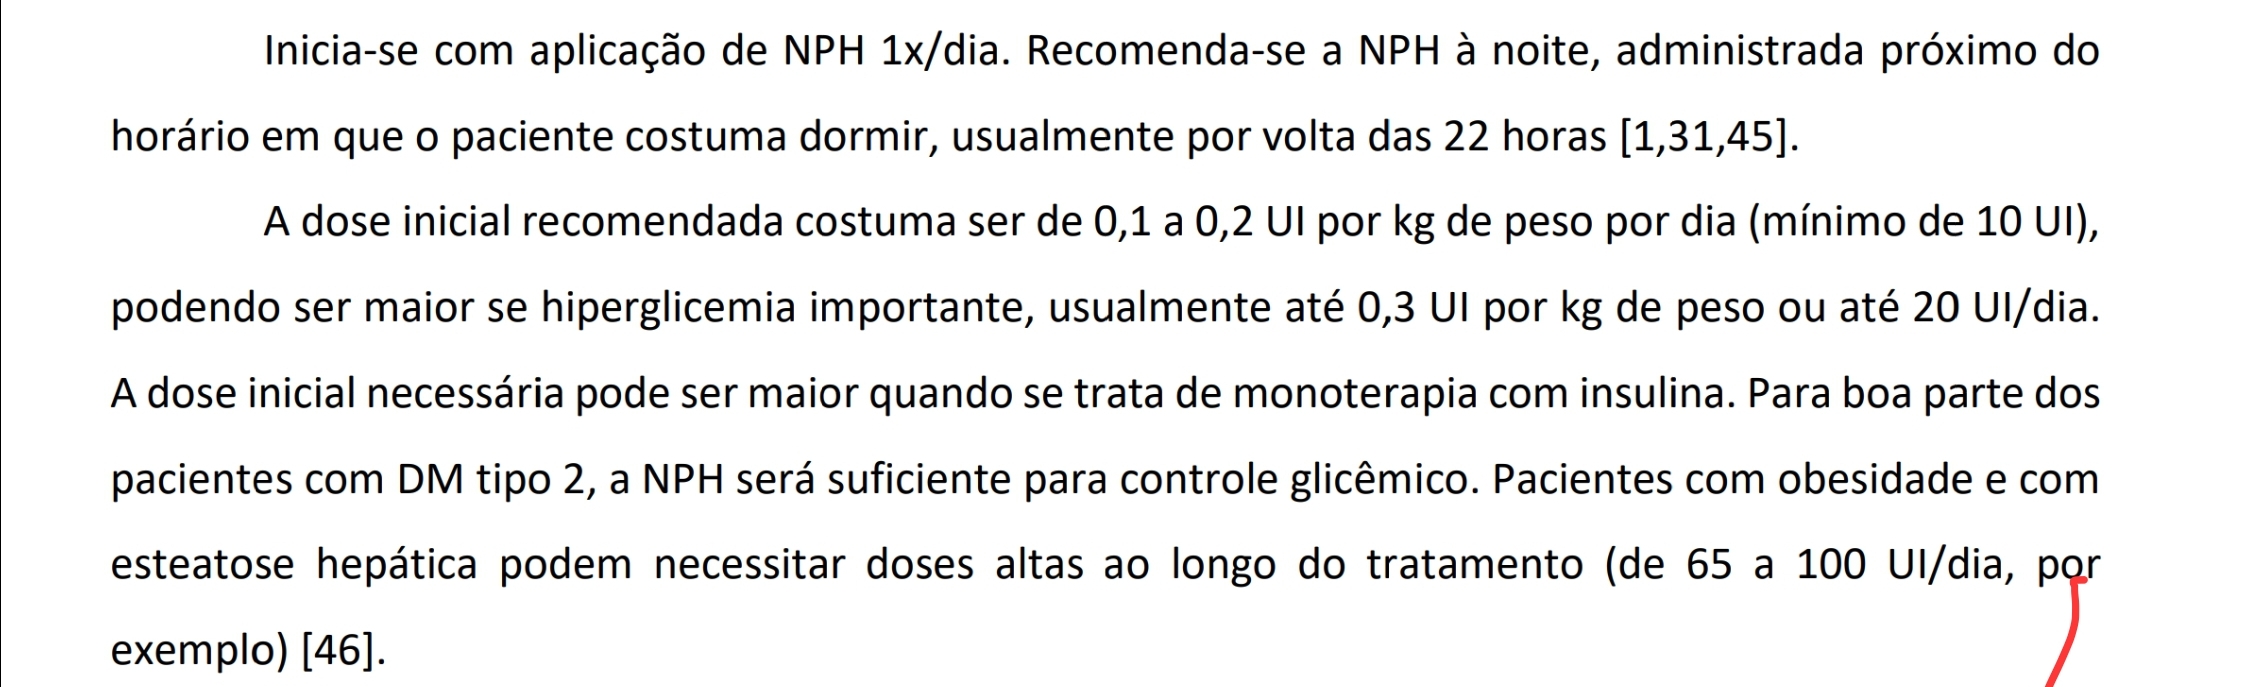 Inicia-se com aplicação de NPH 1x/dia. Recomenda-se a NPH à noite, administrada próximo do
horário em que o paciente costuma dormir, usualmente por volta das 22 horas [1,31,45].
A dose inicial recomendada costuma ser de 0,1 a 0,2 UI por kg de peso por dia (mínimo de 10 UI),
podendo ser maior se hiperglicemia importante, usualmente até 0,3 UI por kg de peso ou até 20 UI/dia.
A dose inicial necessária pode ser maior quando se trata de monoterapia com insulina. Para boa parte dos
pacientes com DM tipo 2, a NPH será suficiente para controle glicêmico. Pacientes com obesidade e com
esteatose hepática podem necessitar doses altas ao longo do tratamento (de 65 a 100 UI/dia, por
exemplo) [46].